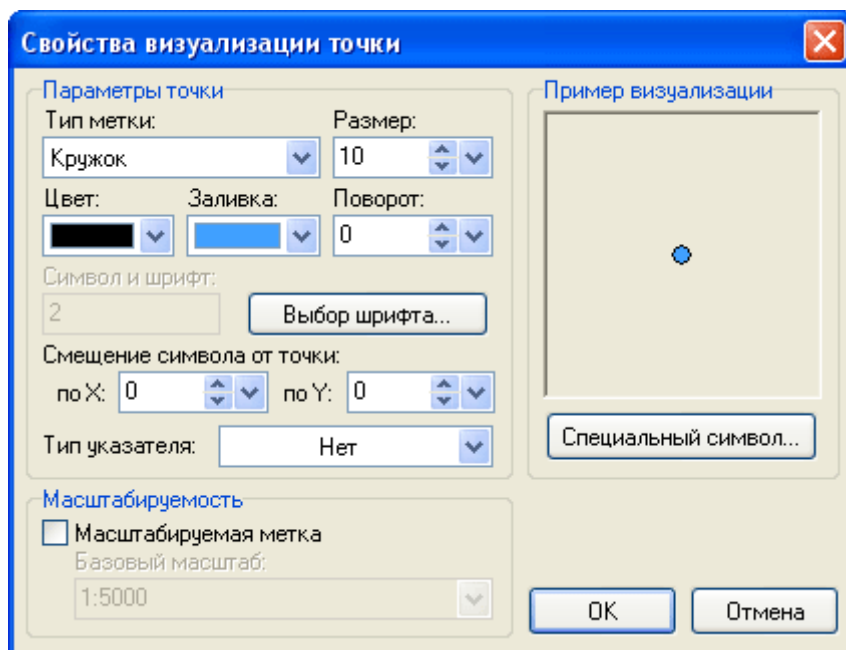 Свойства визуализации точки
Параметры точки
Тип метки: Размер:
Кружок 10
Цвет: Заливка: Поворот:
0
Символ и шрифт:
2 Выбор шрифта...
Смещение символа от точки:
по X: 0 по Y: 0
Тип указателя: Нет
Пример визуализации
Специальный символ...
Масштабируемость
Масштабируемая метка
Базовый масштаб:
1:5000
OK Отмена